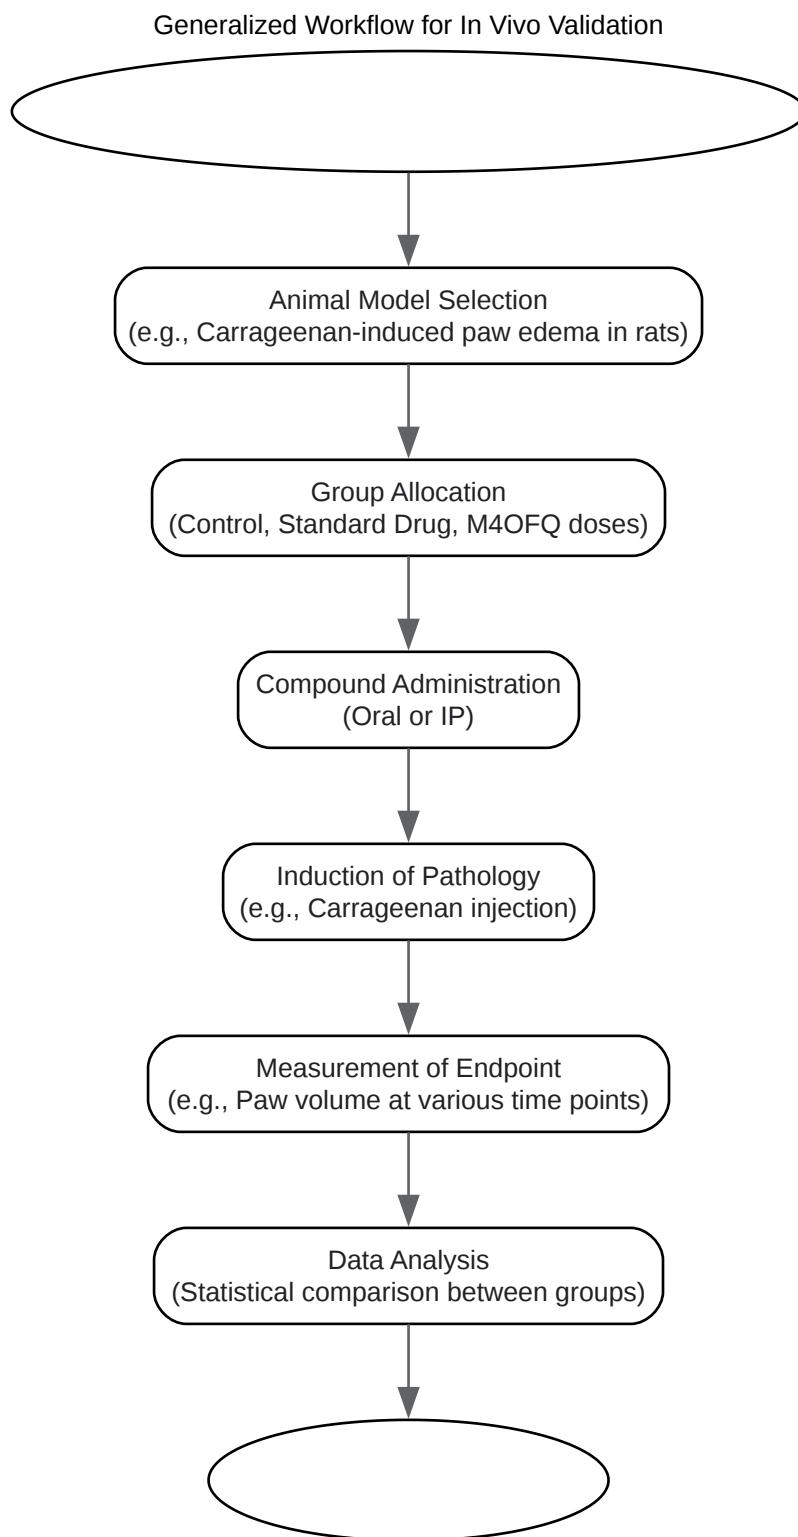 Generalized Workflow for In Vivo Validation
Animal Model Selection
(e.g., Carrageenan-induced paw edema in rats)
Group Allocation
(Control, Standard Drug, M4OFQ doses)
Compound Administration
(Oral or IP)
Induction of Pathology
(e.g., Carrageenan injection)
Measurement of Endpoint
(e.g., Paw volume at various time points)
Data Analysis
(Statistical comparison between groups)